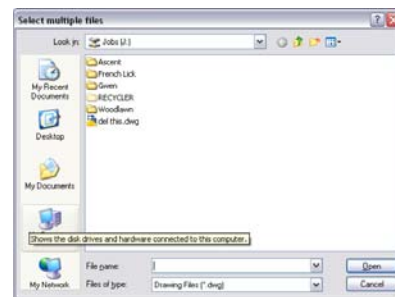 Select multiple files
Look in:
Jobs (J:)
My Recent
Documents
Desktop
My Documents
Ascent
French Lick
Gwen
RECYCLER
Woodlawn
del this.dwg
Shows the disk drives and hardware connected to this computer.
My Network
File name:
Open
Files of type:
Drawing Files (*.dwg)
Cancel